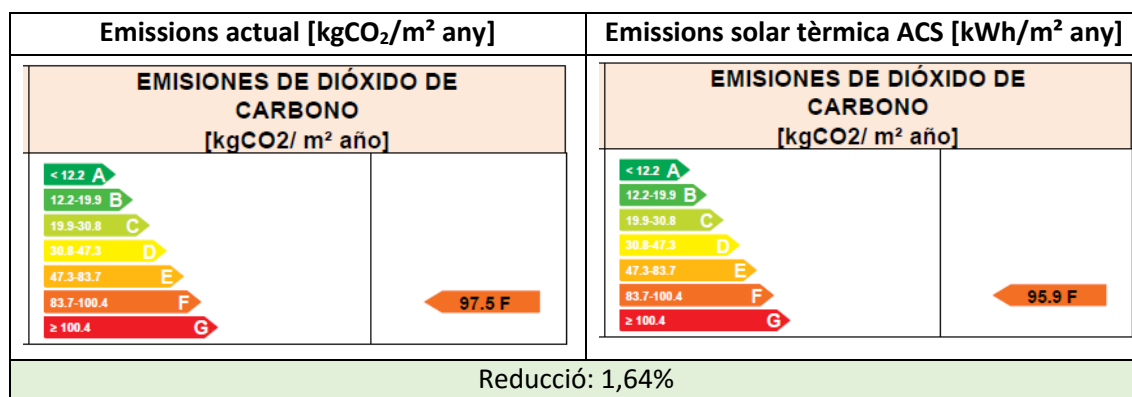 Emissions actual [kgCO₂/m² any]
Emissions solar tèrmica ACS [kWh/m² any]
EMISIONES DE DIÓXIDO DE
CARBONO
[kgCO2/ m² año]
< 12.2 A
12.2-19.9 B
19.9-30.8 C
30.8-47.3 D
47.3-83.7 E
83.7-100.4 F
≥ 100.4 G
97.5 F
EMISIONES DE DIÓXIDO DE
CARBONO
[kgCO2/ m² año]
< 12.2 A
12.2-19.9 B
19.9-30.8 C
30.8-47.3 D
47.3-83.7 E
83.7-100.4 F
≥ 100.4 G
95.9 F
Reducció: 1,64%